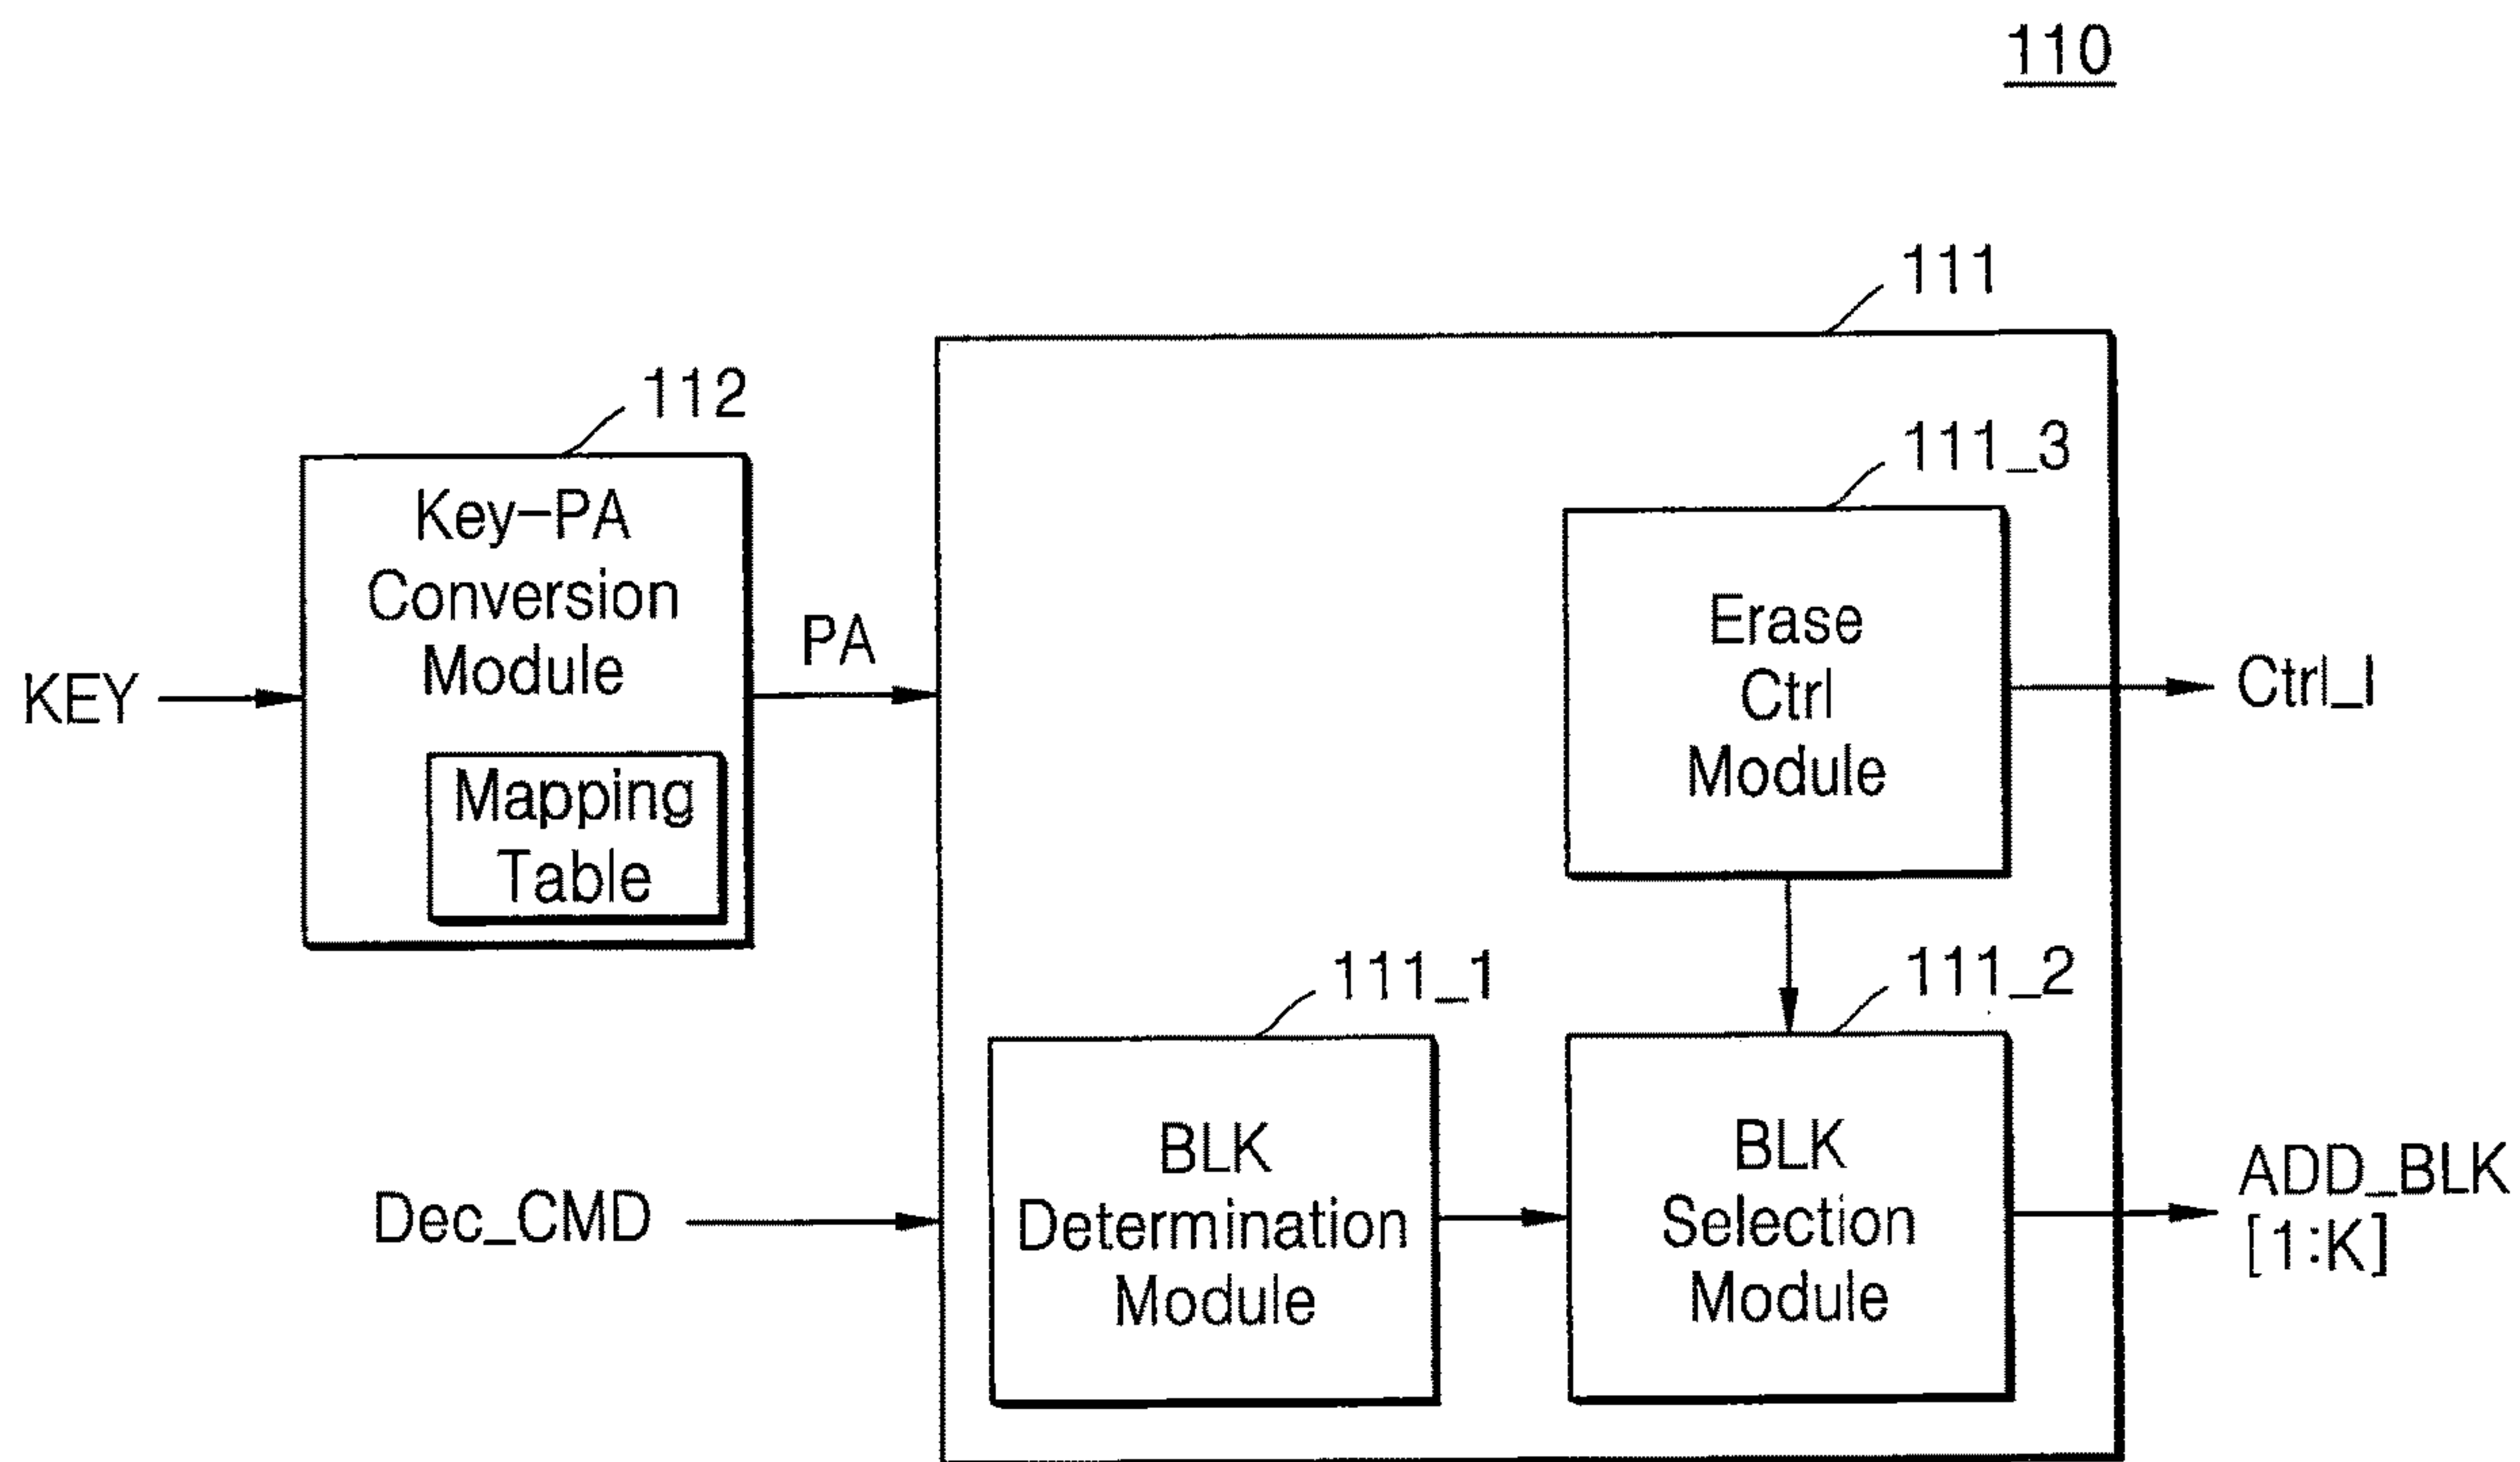 110
111
112
Key-PA
Conversion
Module
Mapping
Table
KEY
PA
111_3
Erase
Ctrl
Module
Ctrl_I
111_1
BLK
Determination
Module
111_2
BLK
Selection
Module
Dec_CMD
ADD_BLK
[1:K]